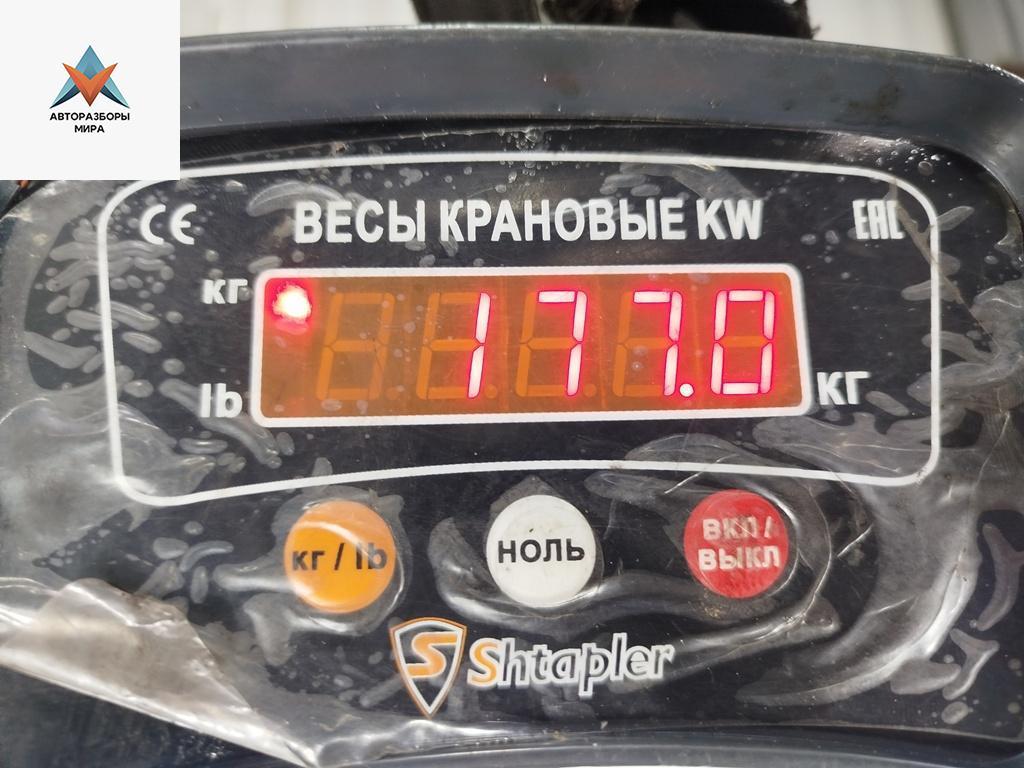 АВТОРАЗБОРЫ
МИРА
CE
ВЕСЫ КРАНОВЫЕ KW
EAC
кг
177.0
lb
КГ
кг / lb
НОЛЬ
ВКЛ /
ВЫКЛ
S Shtapler